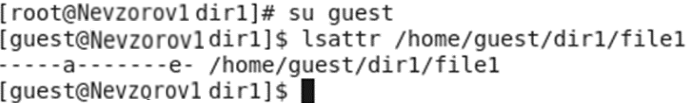 [root@Nevzorov1 dir1]# su guest
[guest@Nevzorov1 dir1]$ lsattr /home/guest/dir1/file1
-----a-------e- /home/guest/dir1/file1
[guest@Nevzorov1 dir1]$